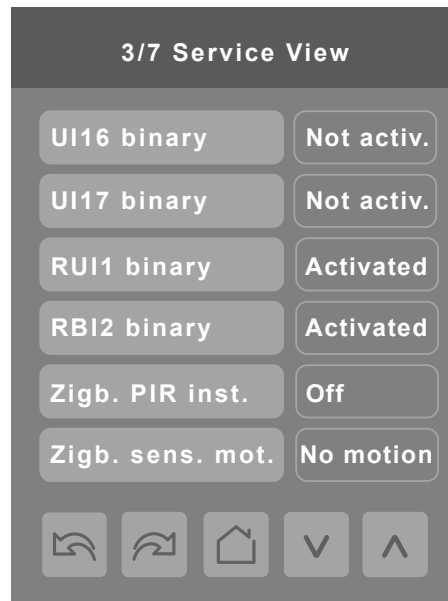 3/7 Service View
UI16 binary Not activ.
UI17 binary Not activ.
RUI1 binary Activated
RBI2 binary Activated
Zigb. PIR inst. Off
Zigb. sens. mot. No motion